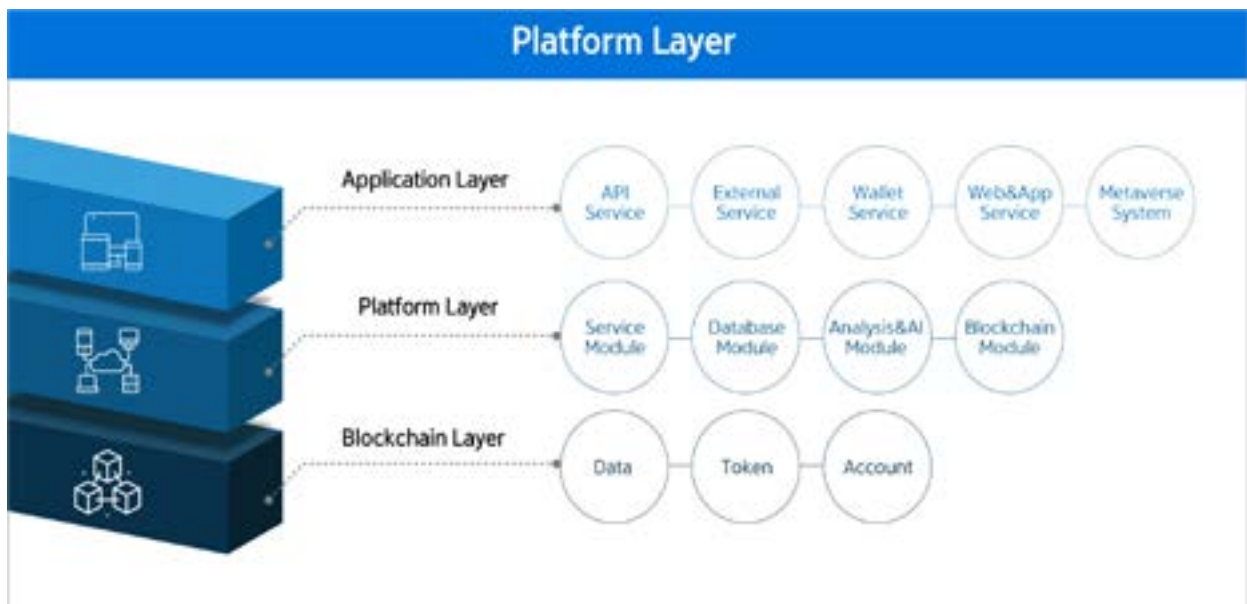 Platform Layer
Application Layer
API
Service
External
Service
Wallet
Service
Web&App
Service
Metaverse
System
Platform Layer
Service
Module
Database
Module
Analysis&AI
Module
Blockchain
Module
Blockchain Layer
Data
Token
Account